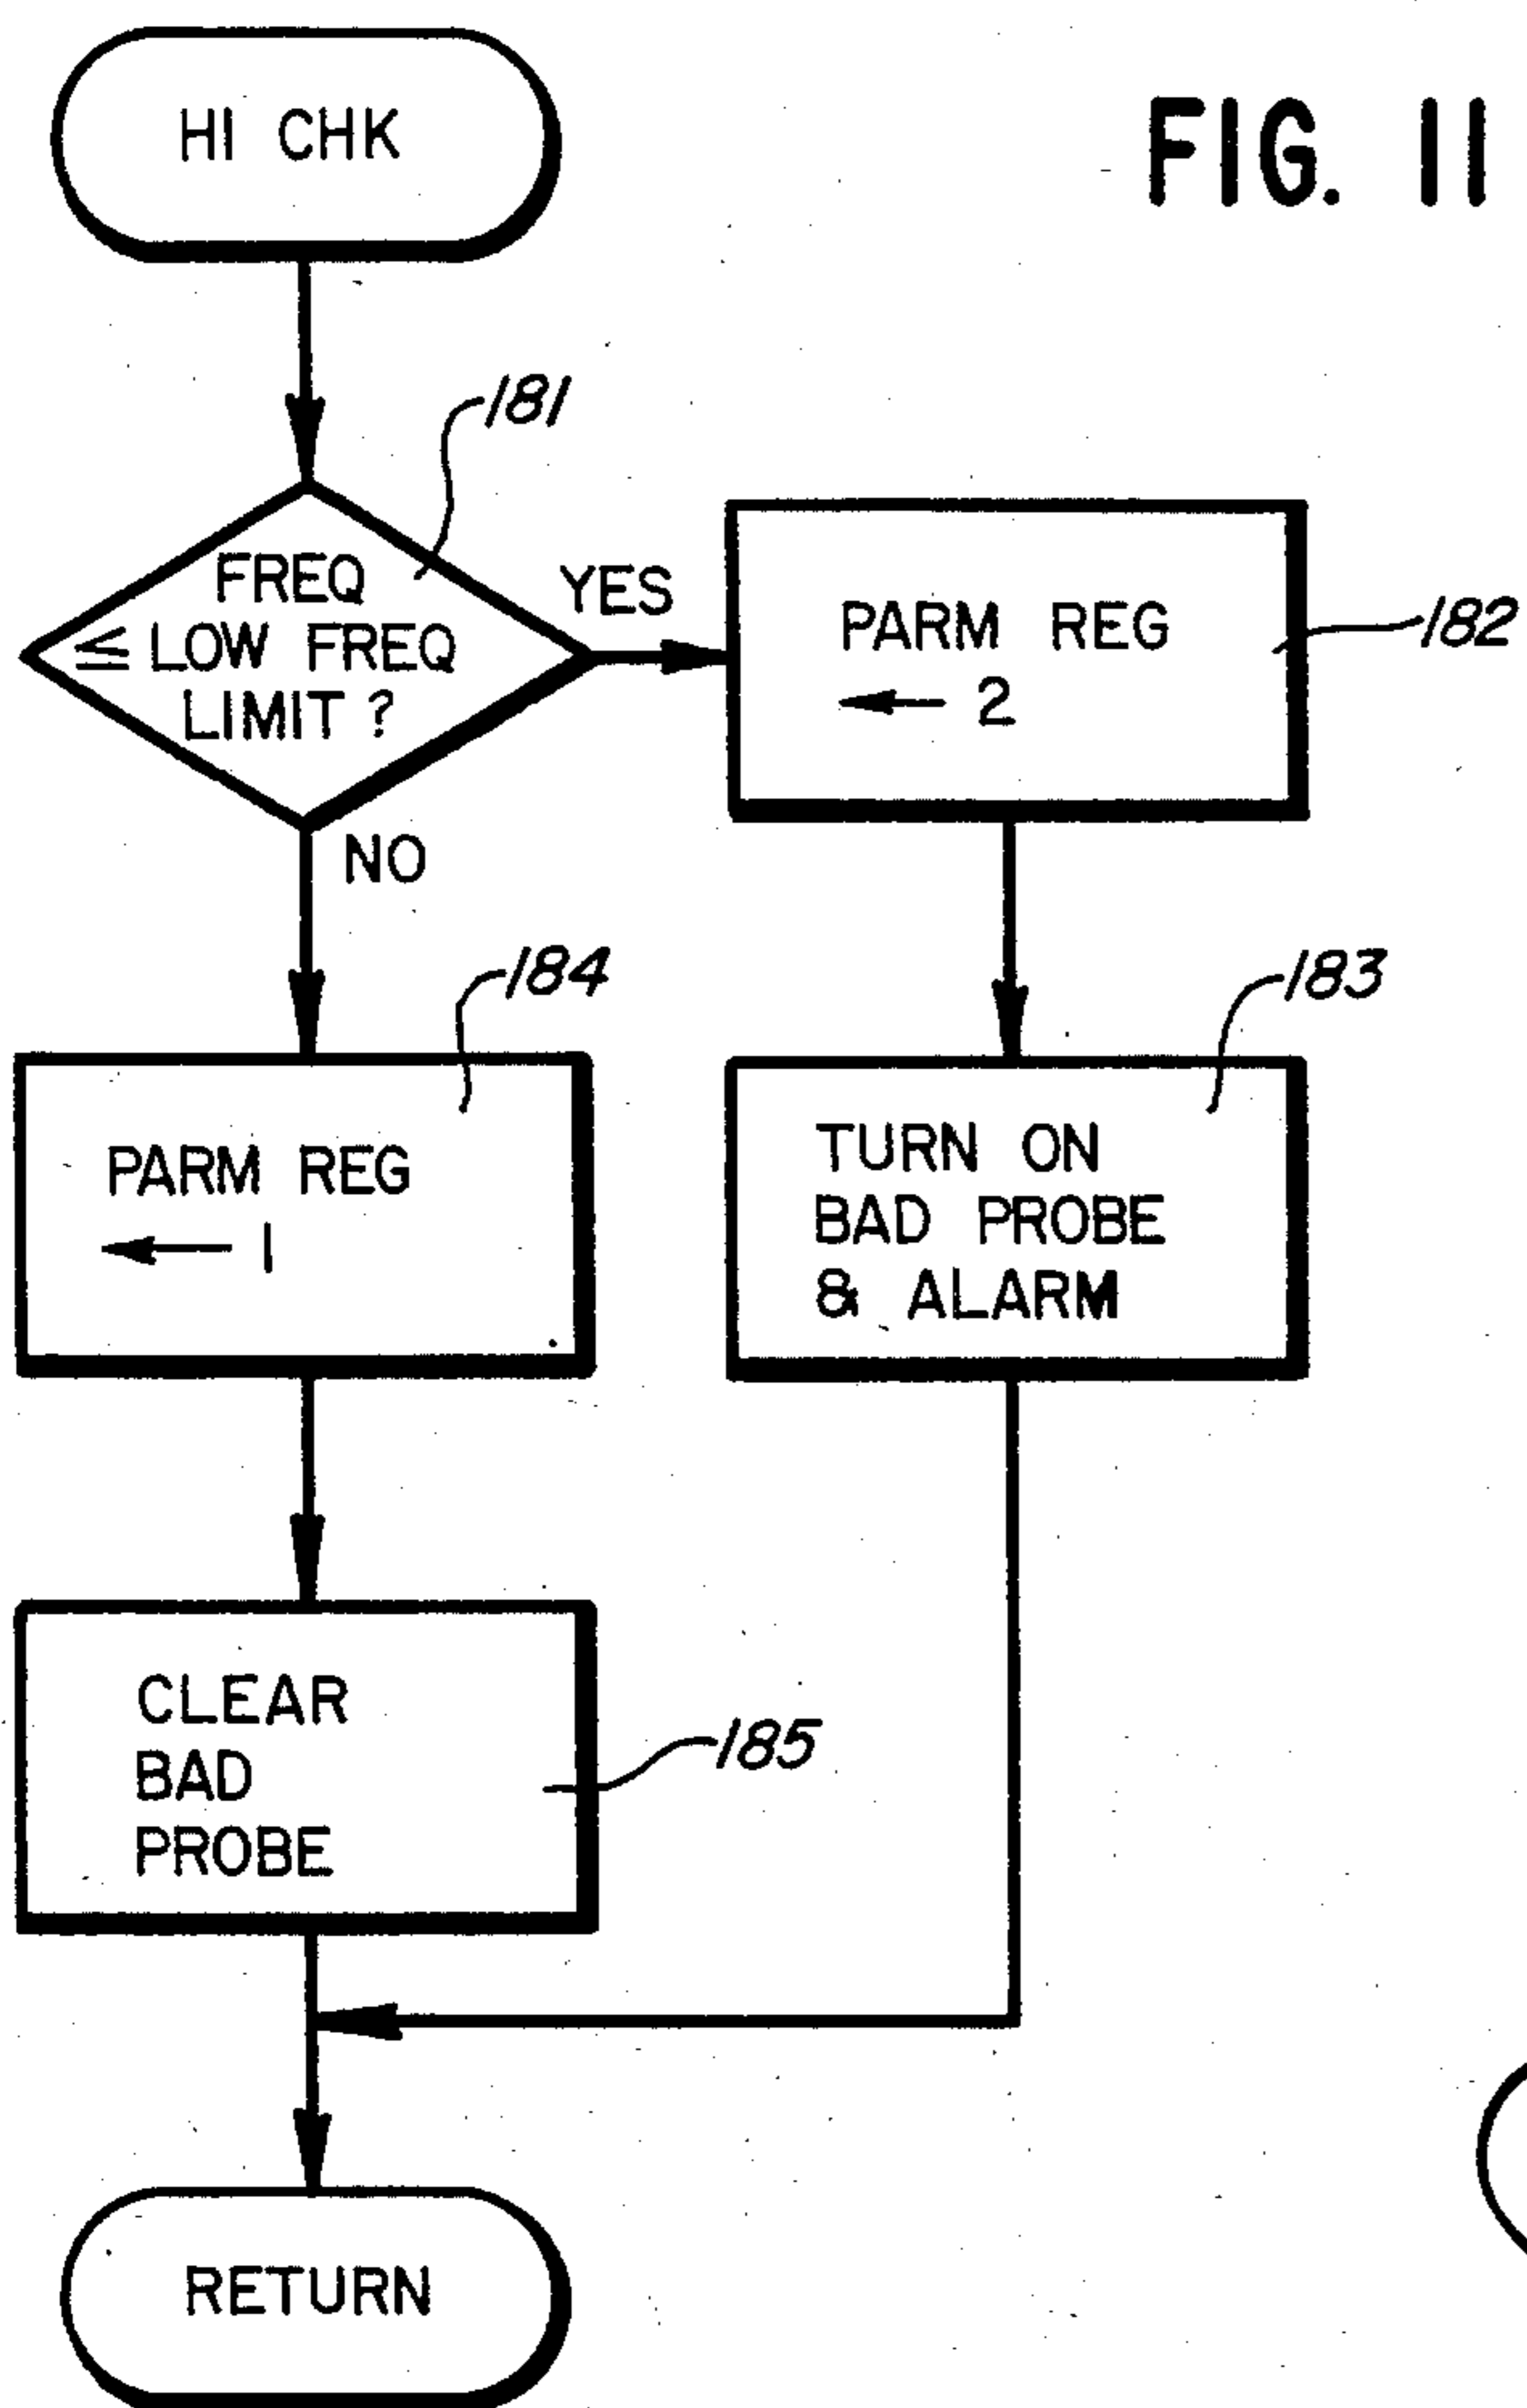 HI CHK
FIG. 11
181
FREQ
≤ LOW FREQ
LIMIT ?
YES
PARM REG
← 2
182
NO
184
183
PARM REG
← 1
TURN ON
BAD PROBE
& ALARM
CLEAR
BAD
PROBE
185
RETURN